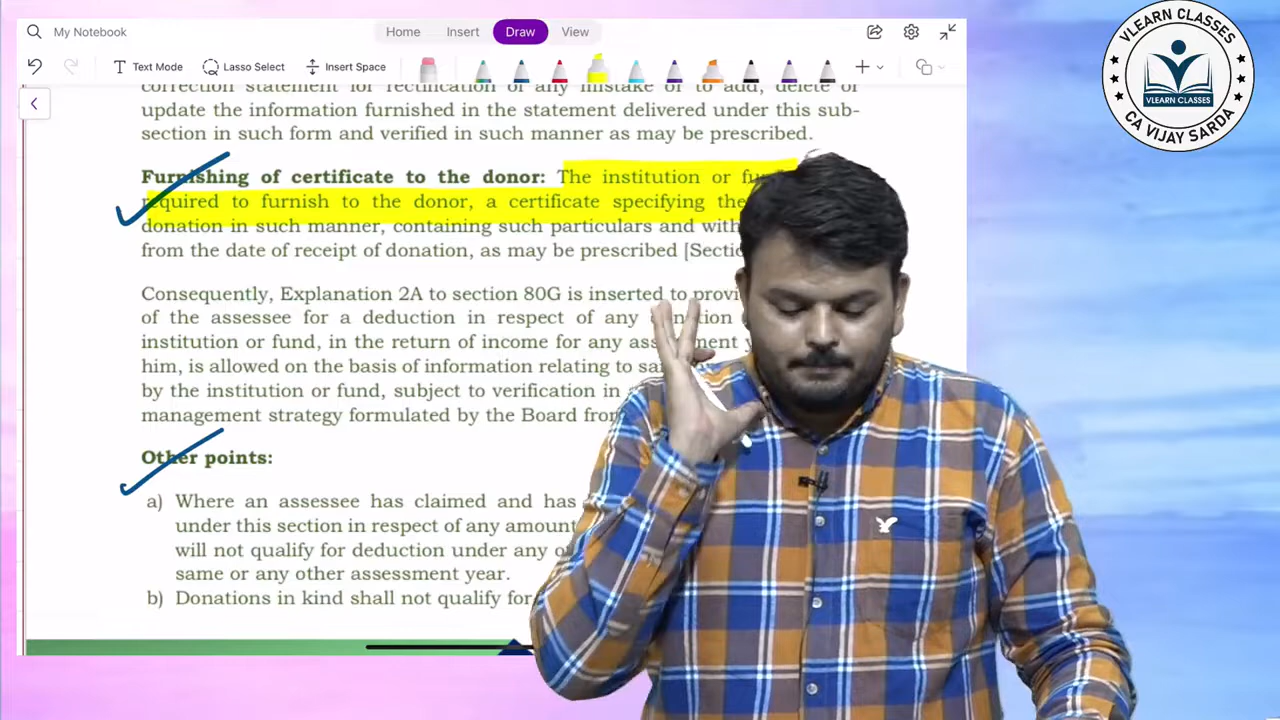 My Notebook
Home Insert Draw View
Text Mode Lasso Select Insert Space
correction statement for rectification of any mistake or to add, delete or
update the information furnished in the statement delivered under this sub-
section in such form and verified in such manner as may be prescribed.
Furnishing of certificate to the donor: The institution or
required to furnish to the donor, a certificate specifying the
donation in such manner, containing such particulars and
from the date of receipt of donation, as may be prescribed
Consequently, Explanation 2A to section 80G is inserted to
of the assessee for a deduction in respect of any
institution or fund, in the return of income for any
him, is allowed on the basis of information relating to
by the institution or fund, subject to verification in
management strategy formulated by the Board
Other points:
a) Where an assessee has claimed and has
under this section in respect of any amount
will not qualify for deduction under any
same or any other assessment year.
b) Donations in kind shall not qualify for
VLEARN CLASSES
VLEARN CLASSES
CA VIJAY SARDA